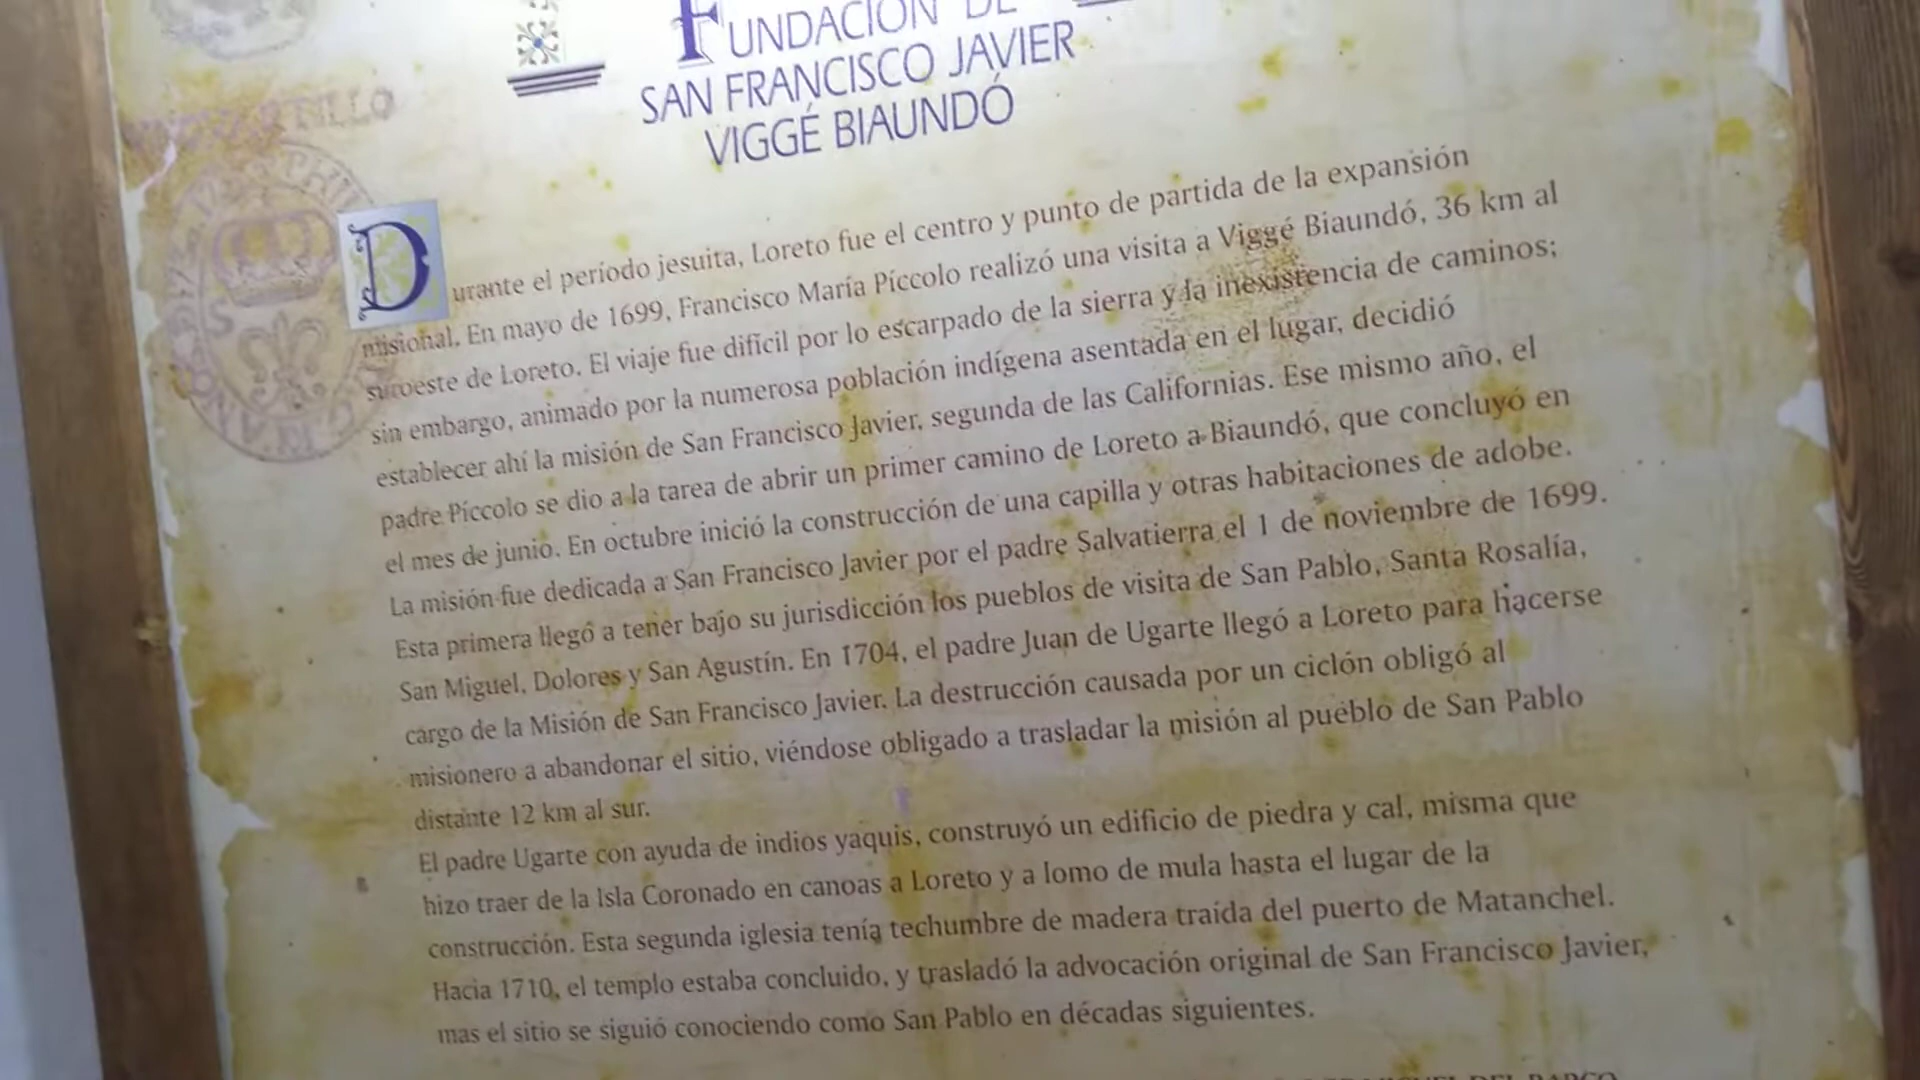 FUNDACIÓN DE
SAN FRANCISCO JAVIER
VIGGÉ BIAUNDÓ
Durante el período jesuita, Loreto fue el centro y punto de partida de la expansión
misional. En mayo de 1699, Francisco María Píccolo realizó una visita a Viggé Biaundó, 36 km al
suroeste de Loreto. El viaje fue difícil por lo escarpado de la sierra y la inexistencia de caminos;
sin embargo, animado por la numerosa población indígena asentada en el lugar, decidió
establecer ahí la misión de San Francisco Javier, segunda de las Californias. Ese mismo año, el
padre Píccolo se dio a la tarea de abrir un primer camino de Loreto a Biaundó, que concluyó en
el mes de junio. En octubre inició la construcción de una capilla y otras habitaciones de adobe.
La misión fue dedicada a San Francisco Javier por el padre Salvatierra el 1 de noviembre de 1699.
Esta primera llegó a tener bajo su jurisdicción los pueblos de visita de San Pablo, Santa Rosalía,
San Miguel, Dolores y San Agustín. En 1704, el padre Juan de Ugarte llegó a Loreto para hacerse
cargo de la Misión de San Francisco Javier. La destrucción causada por un ciclón obligó al
misionero a abandonar el sitio, viéndose obligado a trasladar la misión al pueblo de San Pablo
distante 12 km al sur.
El padre Ugarte con ayuda de indios yaquis, construyó un edificio de piedra y cal, misma que
hizo traer de la Isla Coronado en canoas a Loreto y a lomo de mula hasta el lugar de la
construcción. Esta segunda iglesia tenía techumbre de madera traída del puerto de Matanchel.
Hacia 1710, el templo estaba concluido, y trasladó la advocación original de San Francisco Javier,
mas el sitio se siguió conociendo como San Pablo en décadas siguientes.